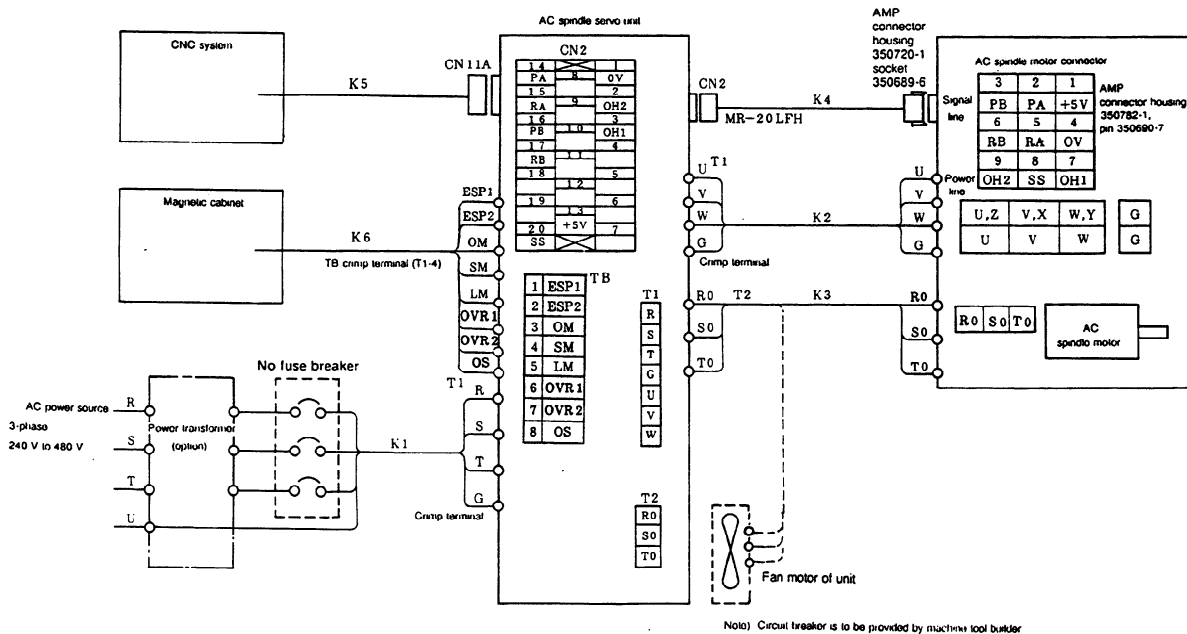 AC spindle servo unit
AMP
connector
housing
350720-1
socket
350689-6
CNC system
CN11A
CN2
14 1
PA 8 0V
15 2
RA 9 OH2
16 3
PB 10 OH1
17 4
RB 11
18 5
12
19 6
13
20 +5V 7
SS
K5
CN2
MR-20LFH
K4
Signal
line
AC spindle motor connector
3 2 1
PB PA +5V
6 5 4
RB RA OV
9 8 7
OH2 SS OH1
AMP
connector housing
350782-1,
pin 350690-7
Magnetic cabinet
K6
TB crimp terminal (T1-4)
ESP1
ESP2
OM
SM
LM
OVR1
OVR2
OS
U T1
V
W
G
Crimp terminal
K2
U
V
W
G
Power
line
U,Z V,X W,Y G
U V W G
TB
1 ESP1
2 ESP2
3 OM
4 SM
5 LM
6 OVR1
7 OVR2
8 OS
T1
R
S
T
G
U
V
W
R0 T2
S0
T0
K3
R0
S0
T0
R0 S0 T0
AC
spindle motor
No fuse breaker
AC power source
3-phase
240 V to 480 V
R
S
T
U
Power transformer
(option)
K1
T1
R
S
T
G
Crimp terminal
T2
R0
S0
T0
Fan motor of unit
Note) Circuit breaker is to be provided by machine tool builder